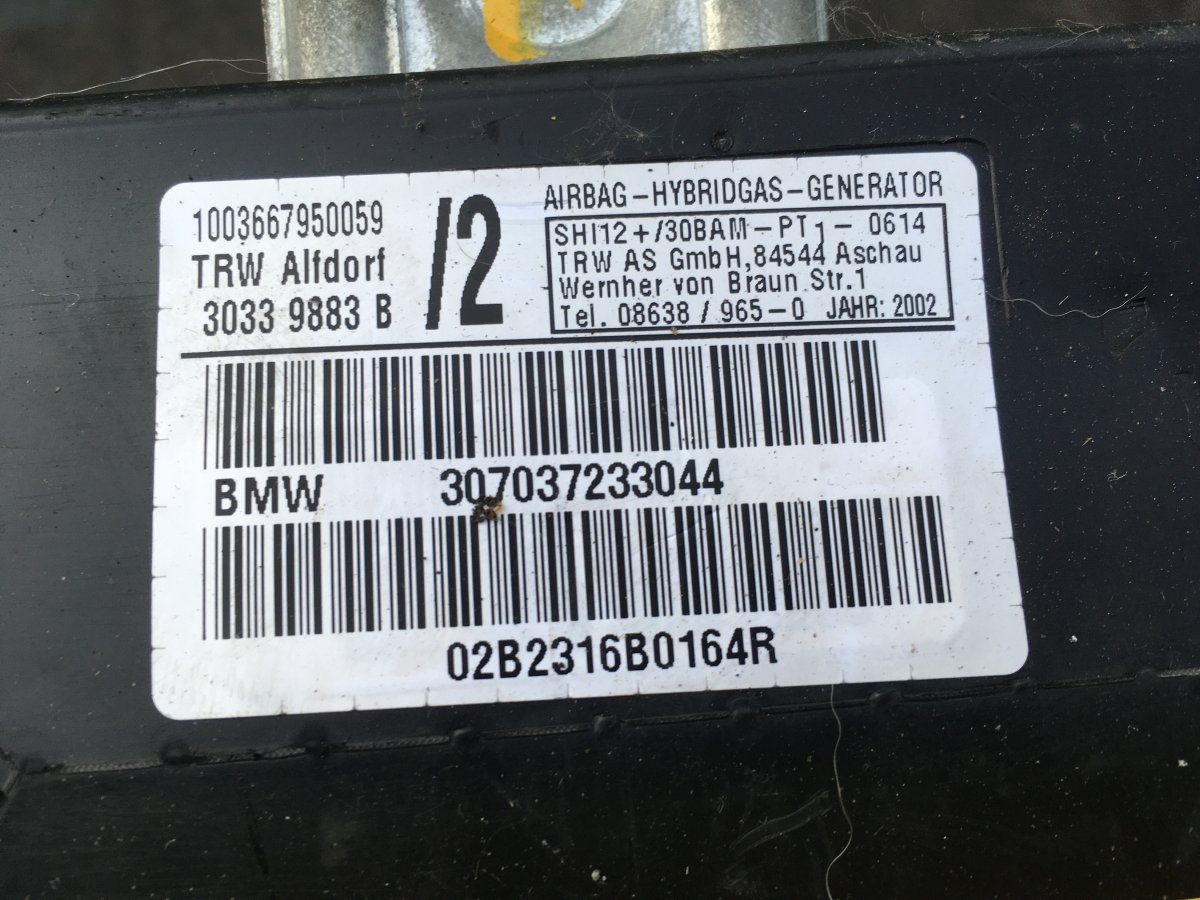 1003667950059
TRW Alfdorf
3033 9883 B
/2
AIRBAG-HYBRIDGAS-GENERATOR
SHI12+/30BAM-PT1- 0614
TRW AS GmbH,84544 Aschau
Wernher von Braun Str.1
Tel. 08638 / 965-0 JAHR: 2002
BMW 307037233044
02B2316B0164R